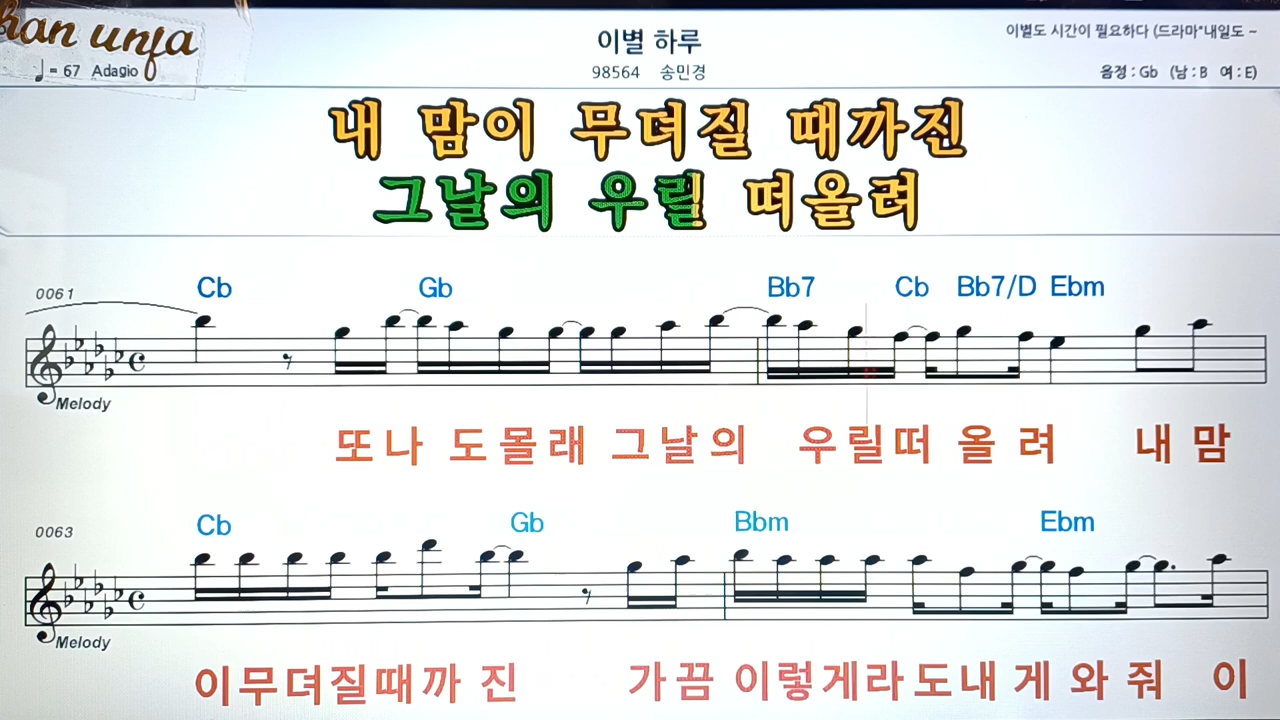 han unfa
♩= 67 Adagio
이별 하루
98564 송민경
이별도 시간이 필요하다 (드라마"내일도 ~
음정 : Gb (남 : B 여 : E)
내 맘이 무뎌질 때까진
그날의 우릴 떠올려
0061
Cb Gb Bb7 Cb Bb7/D Ebm
Melody
또나 도몰래 그날의 우릴떠 올 려 내 맘
0063
Cb Gb Bbm Ebm
Melody
이무뎌질때까 진 가끔 이렇게라도내 게 와 줘 이